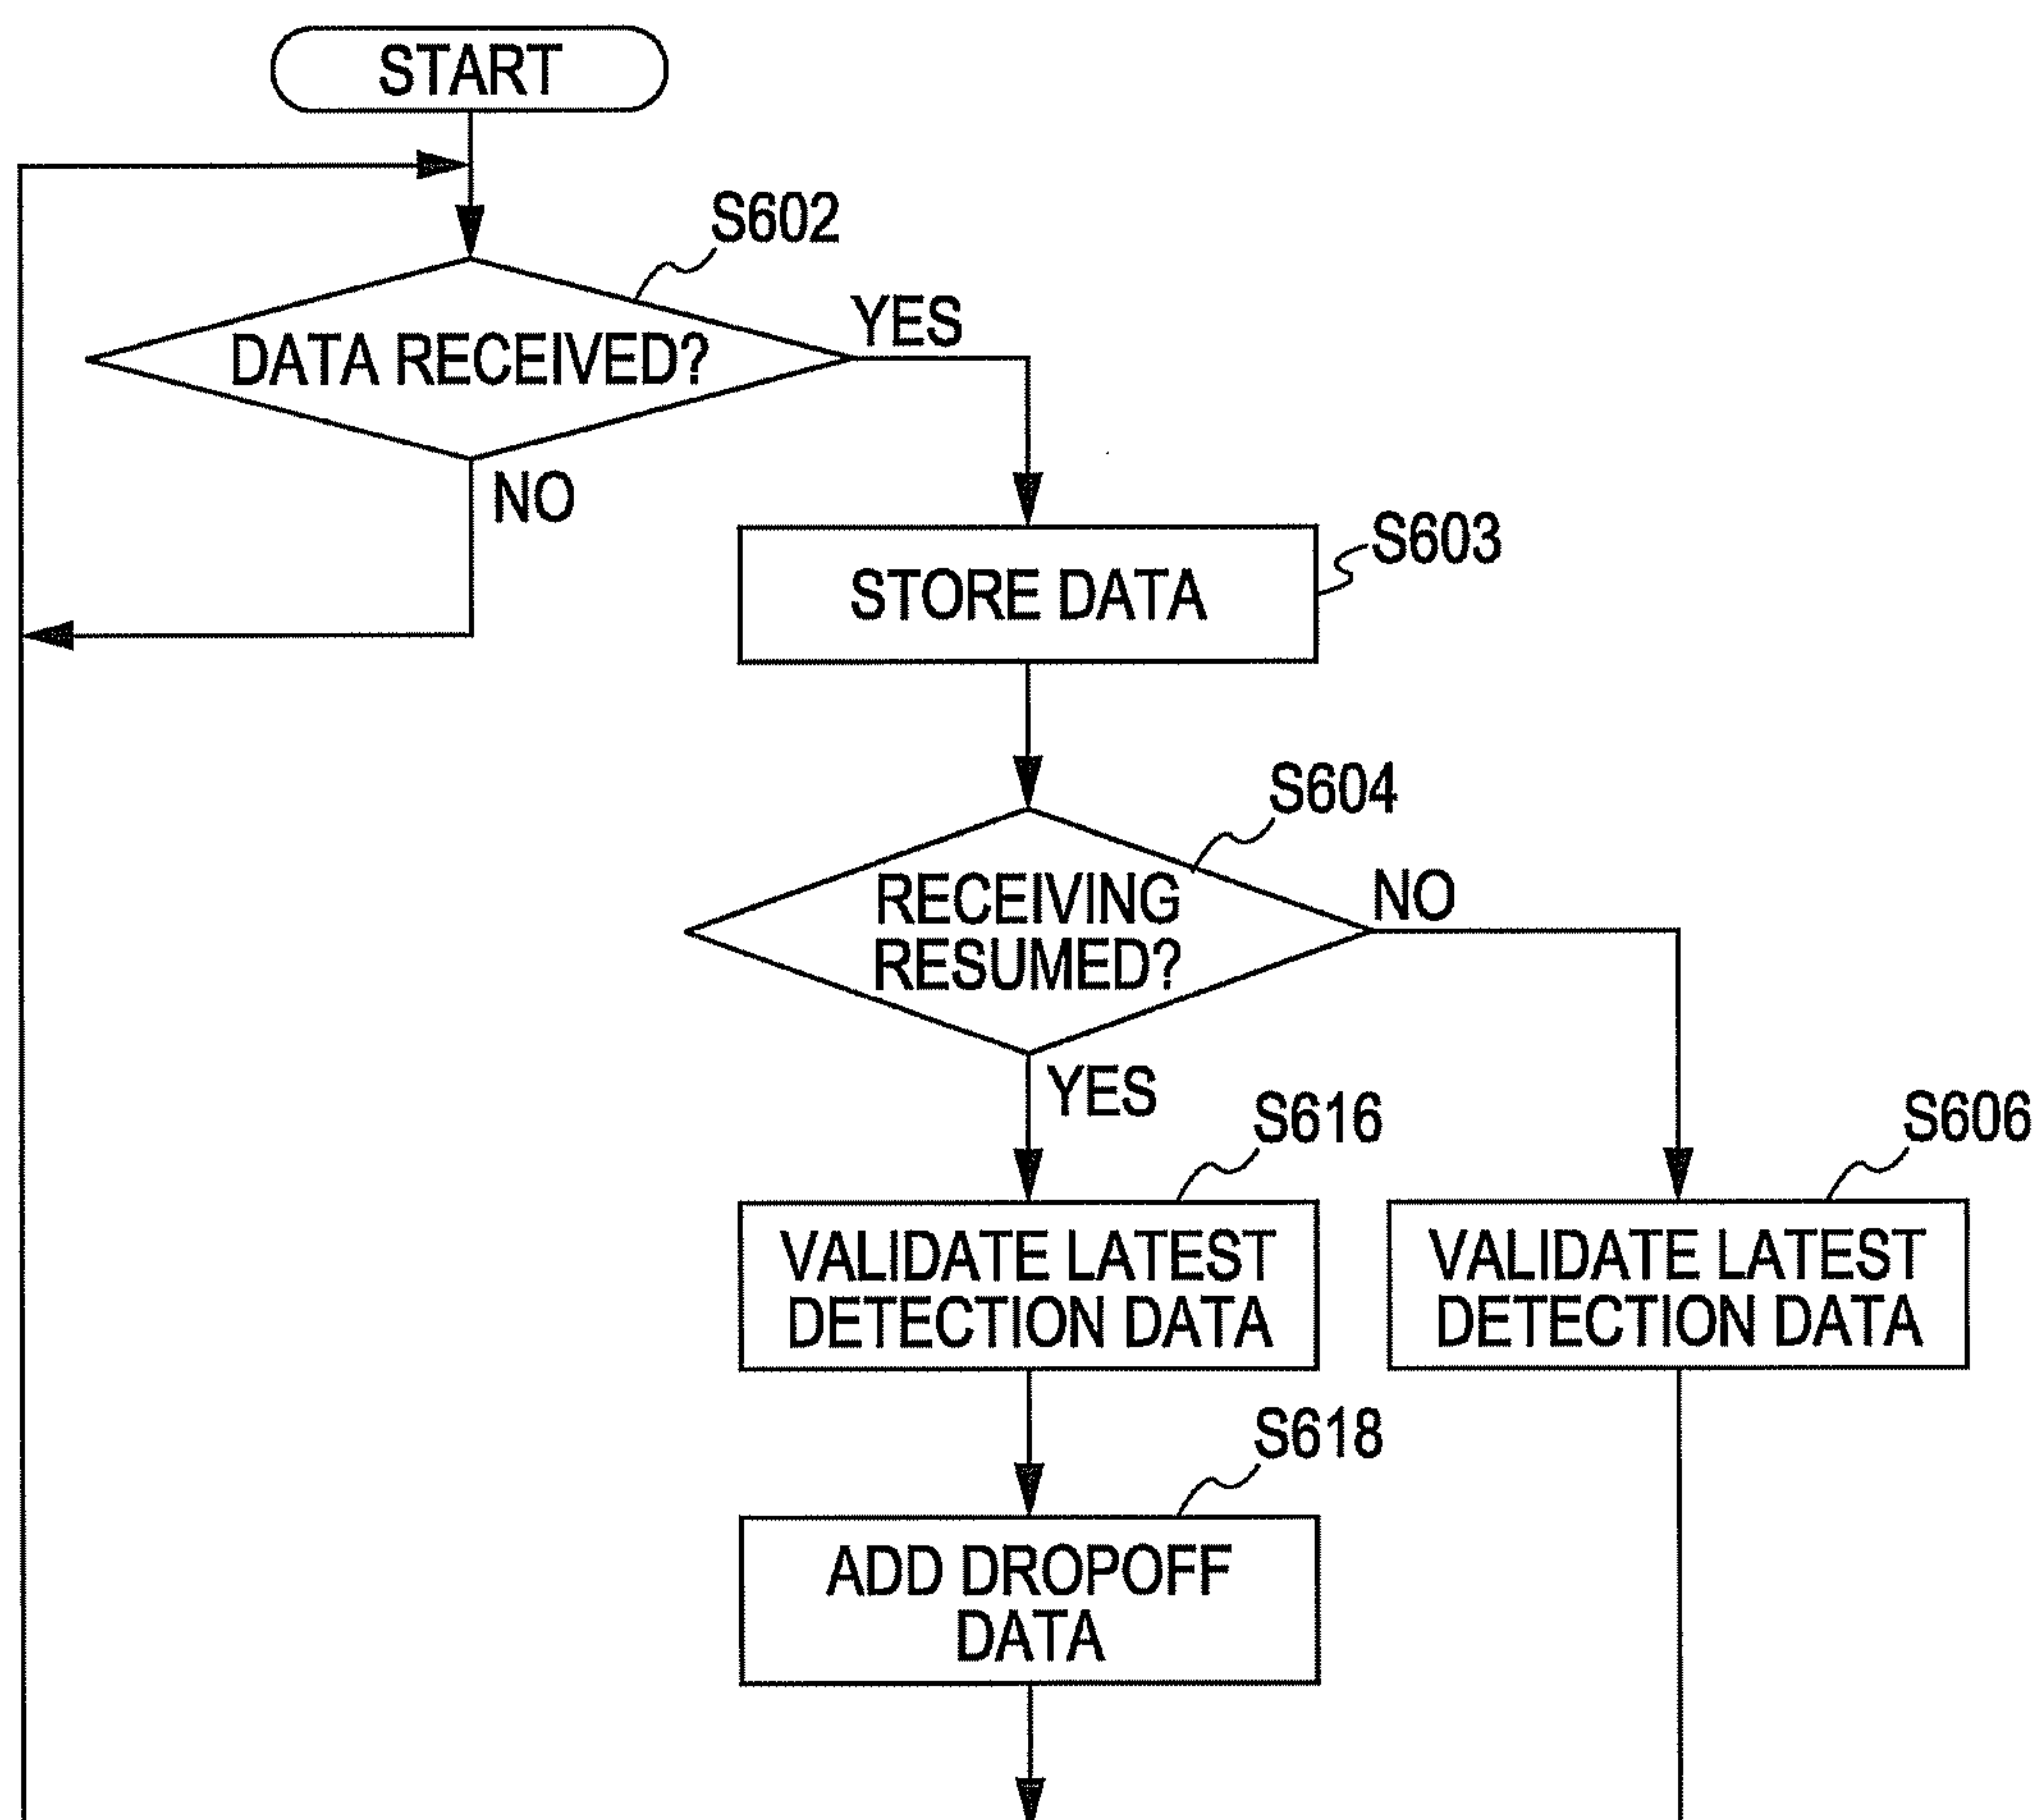 START
S602
DATA RECEIVED?
YES
NO
S603
STORE DATA
S604
RECEIVING
RESUMED?
NO
YES
S616
VALIDATE LATEST
DETECTION DATA
S606
VALIDATE LATEST
DETECTION DATA
S618
ADD DROPOFF
DATA